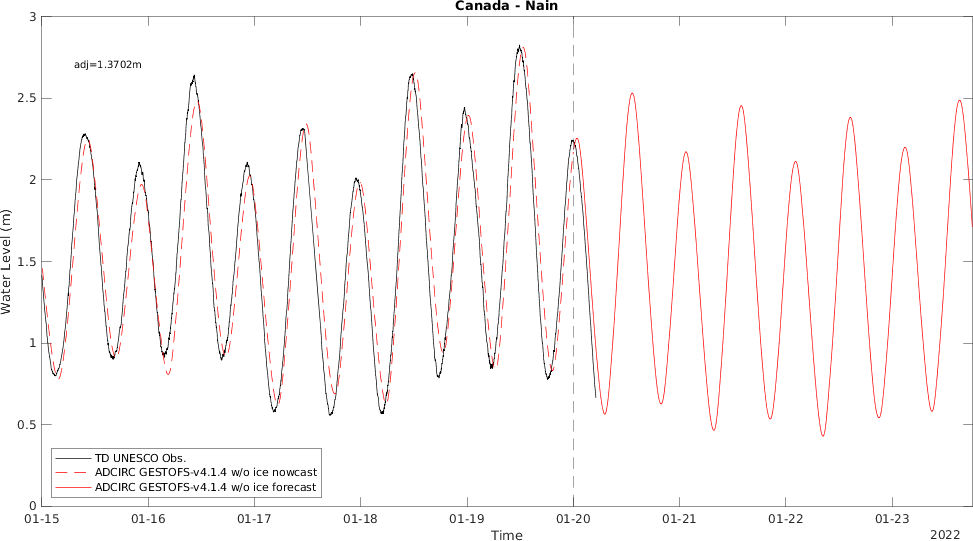 Canada - Nain
3
adj=1.3702m
2.5
2
1.5
Water Level (m)
1
0.5
TD UNESCO Obs.
ADCIRC GESTOFS-v4.1.4 w/o ice nowcast
ADCIRC GESTOFS-v4.1.4 w/o ice forecast
0
01-15 01-16 01-17 01-18 01-19 01-20 01-21 01-22 01-23
Time
2022